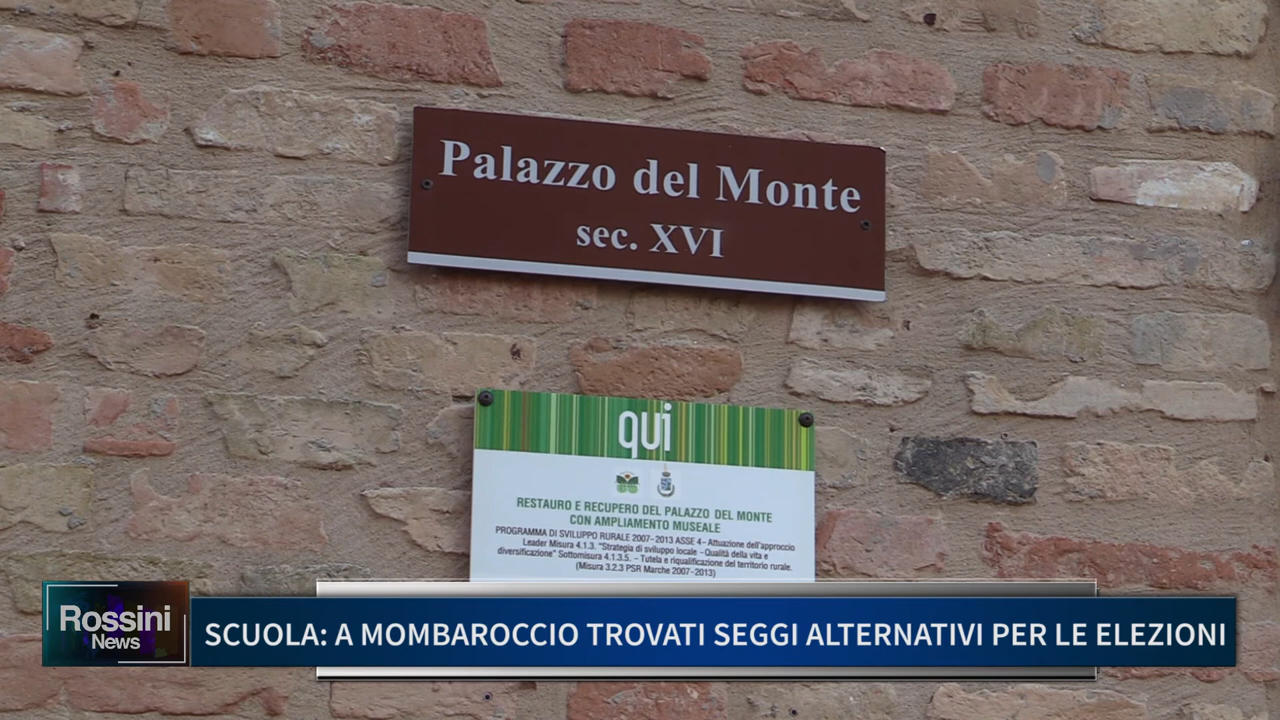 Palazzo del Monte
sec. XVI
qui
RESTAURO E RECUPERO DEL PALAZZO DEL MONTE
CON AMPLIAMENTO MUSEALE
PROGRAMMA DI SVILUPPO RURALE 2007-2013 ASSE 4- Attuazione dell'approccio
Leader Misura 4.1.3. "Strategia di sviluppo locale -Qualità della vita e
diversificazione" Sottomisura 4.1.3.5. - Tutela e riqualificazione del territorio rurale.
(Misura 3.2.3 PSR Marche 2007-2013)
Rossini
News
SCUOLA: A MOMBAROCCIO TROVATI SEGGI ALTERNATIVI PER LE ELEZIONI